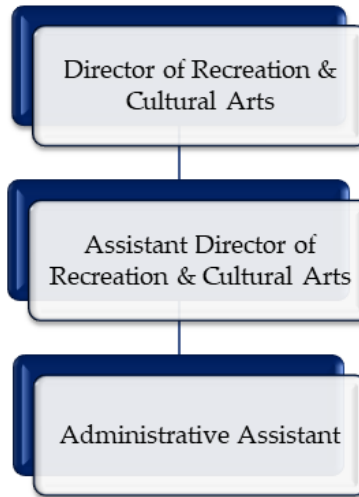 Director of Recreation &
Cultural Arts
Assistant Director of
Recreation & Cultural Arts
Administrative Assistant